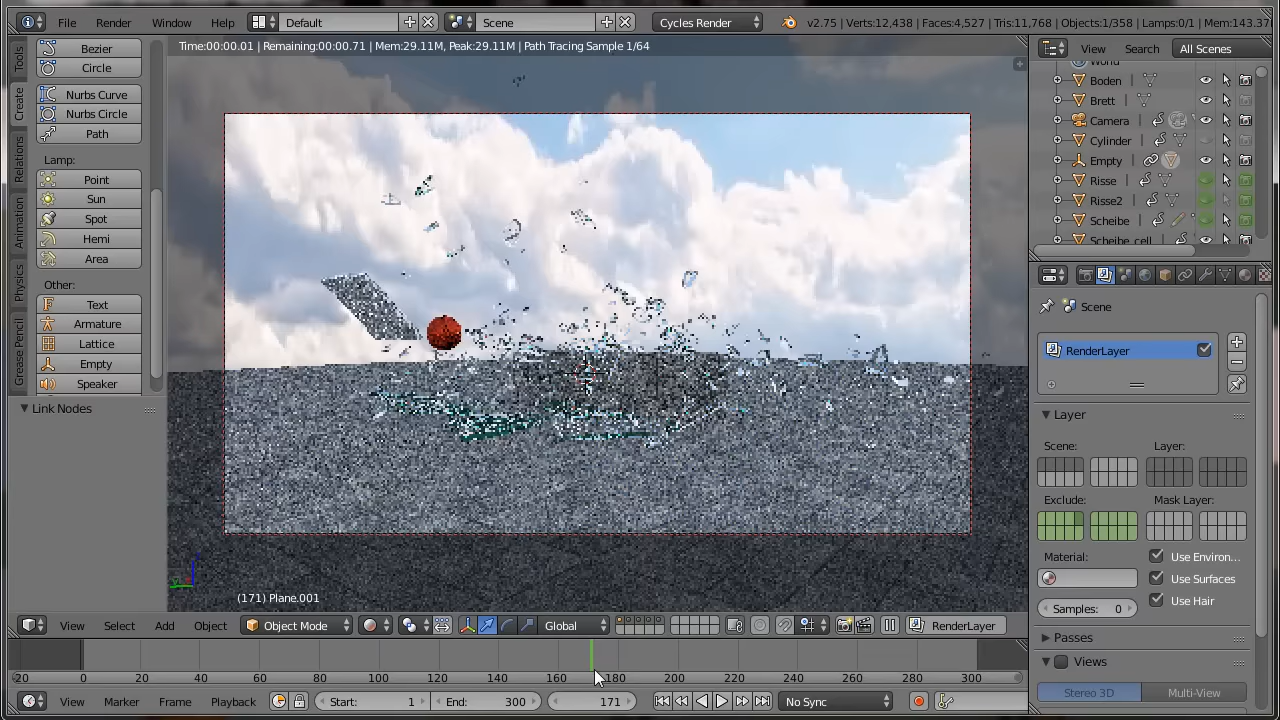 File Render Window Help Default Scene Cycles Render v2.75 | Verts:12,438 | Faces:4,527 | Tris:11,768 | Objects:1/358 | Lamps:0/1 | Mem:143.37
Time:00:00.01 | Remaining:00:00.71 | Mem:29.11M, Peak:29.11M | Path Tracing Sample 1/64
Tools
Create
Relations
Animation
Physics
Grease Pencil
Bezier
Circle
Nurbs Curve
Nurbs Circle
Path
Lamp:
Point
Sun
Spot
Hemi
Area
Other:
Text
Armature
Lattice
Empty
Speaker
Link Nodes
(171) Plane.001
View Select Add Object Object Mode Global RenderLayer
-20 0 20 40 60 80 100 120 140 160 180 200 220 240 260 280 300
View Marker Frame Playback Start: 1 End: 300 171 No Sync
View Search All Scenes
World
Boden
Brett
Camera
Cylinder
Empty
Risse
Risse2
Scheibe
Scheibe_cell
Scene
RenderLayer
Layer
Scene: Layer:
Exclude: Mask Layer:
Material: Use Environ...
Use Surfaces
Samples: 0 Use Hair
Passes
Views
Stereo 3D Multi-View